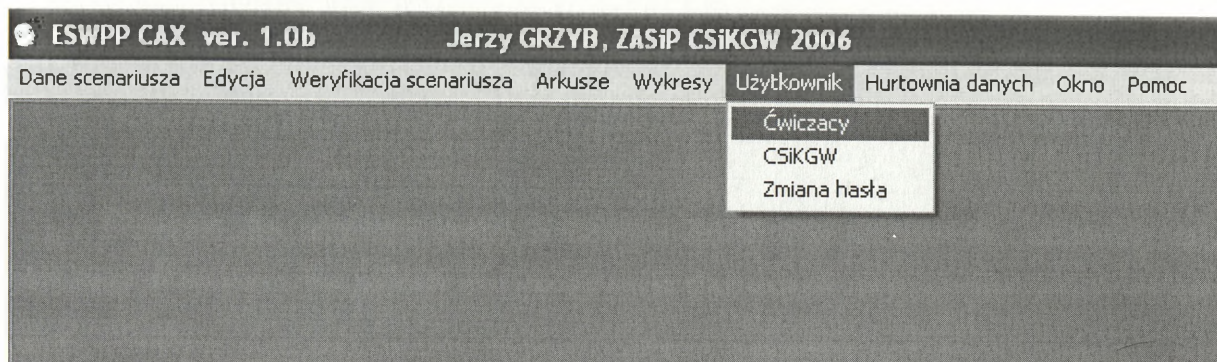 ESWPP CAX ver. 1.0b Jerzy GRZYB, ZASiP CSiKGW 2006
Dane scenariusza Edycja Weryfikacja scenariusza Arkusze Wykresy Użytkownik Hurtownia danych Okno Pomoc
Ćwiczacy
CSiKGW
Zmiana hasła